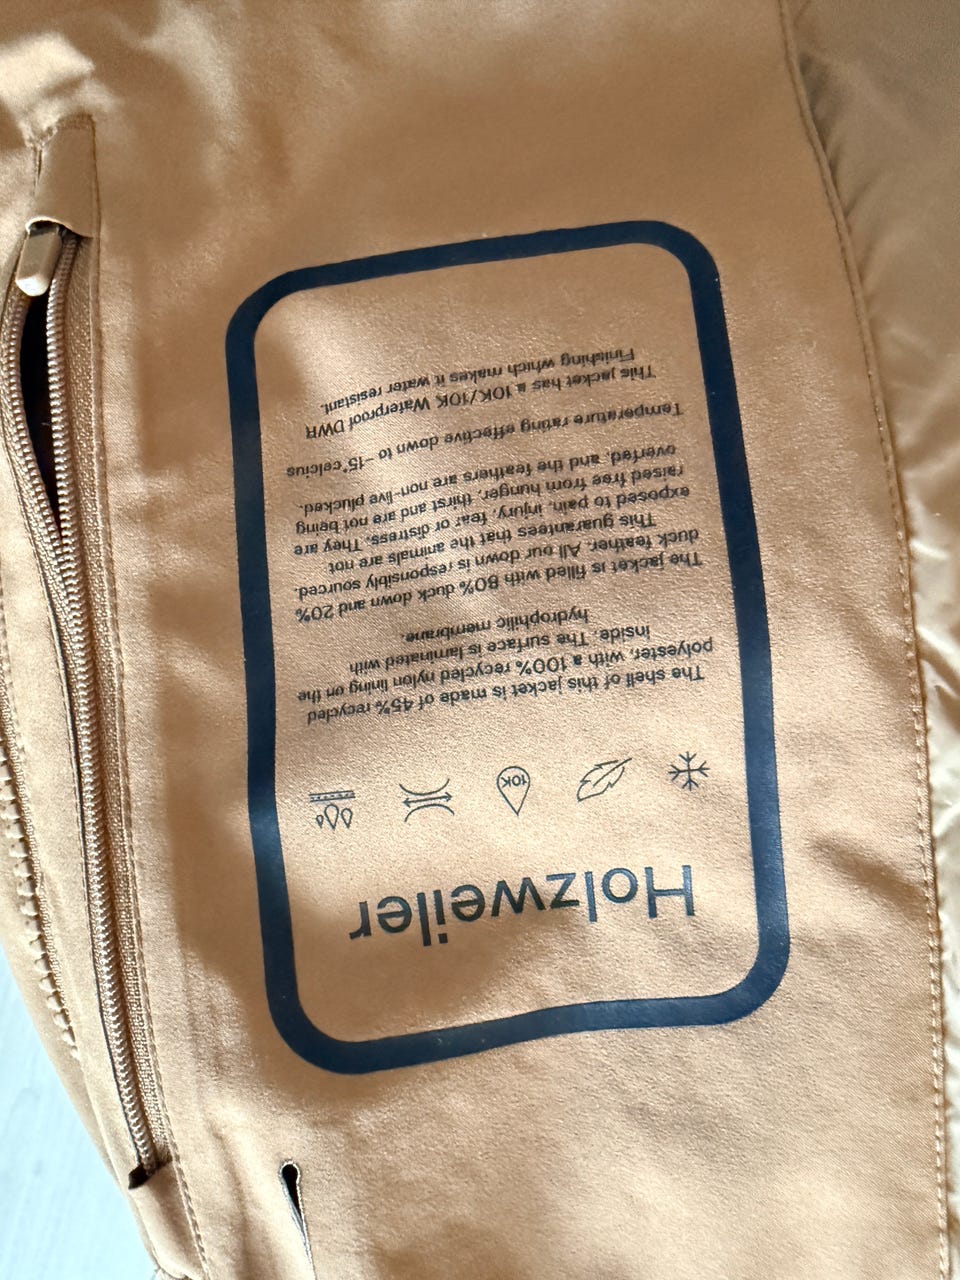 Holzweiler
10K
The shell of this jacket is made of 45% recycled
polyester, with a 100% recycled nylon lining on the
inside. The surface is laminated with
hydrophilic membrane.
The jacket is filled with 80% duck down and 20%
duck feather. All our down is responsibly sourced.
This guarantees that the animals are not
exposed to pain, injury, fear or distress. They are
raised free from hunger, thirst and are not being
overfed, and the feathers are non-live plucked.
Temperature rating effective down to -15°celcius
This jacket has a 10K/10K Waterproof DWR
Finishing which makes it water resistant.